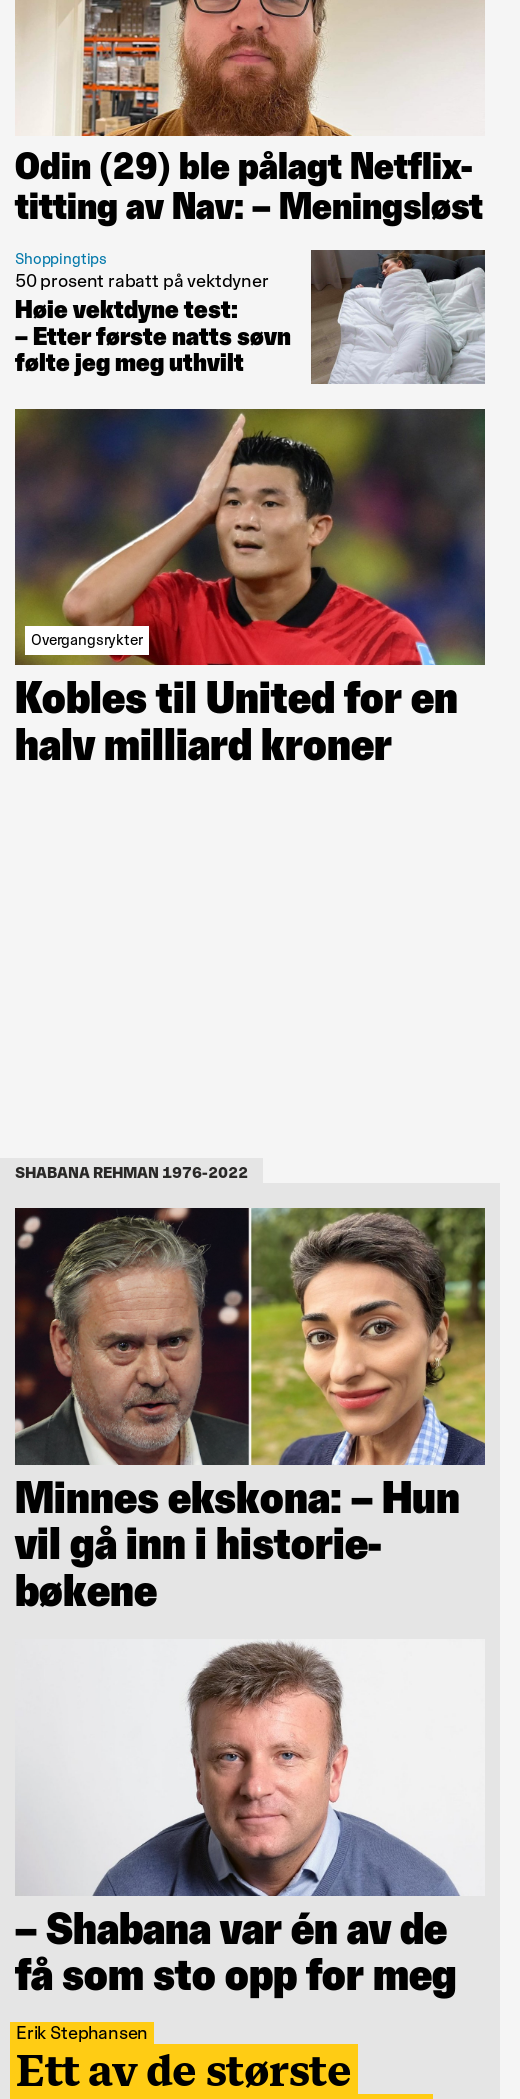 Odin (29) ble pålagt Netflix-
titting av Nav: – Meningsløst
Shoppingtips
50 prosent rabatt på vektdyner
Høie vektdyne test:
– Etter første natts søvn
følte jeg meg uthvilt
Overgangsrykter
Kobles til United for en
halv milliard kroner
SHABANA REHMAN 1976-2022
Minnes ekskona: – Hun
vil gå inn i historie-
bøkene
– Shabana var én av de
få som sto opp for meg
Erik Stephansen
Ett av de største